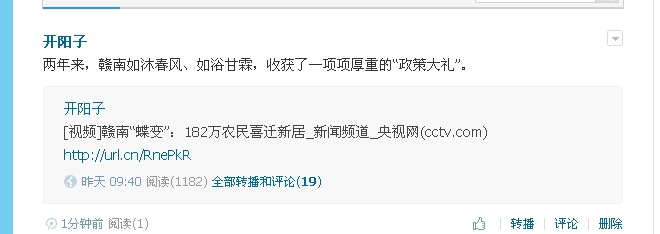 开阳子
两年来，赣南如沐春风、如浴甘霖，收获了一项项厚重的“政策大礼”。
开阳子
[视频]赣南“蝶变”：182万农民喜迁新居_新闻频道_央视网(cctv.com)
http://url.cn/RnePkR
昨天 09:40 阅读(1182) 全部转播和评论(19)
1分钟前 阅读(1) 转播 评论 删除